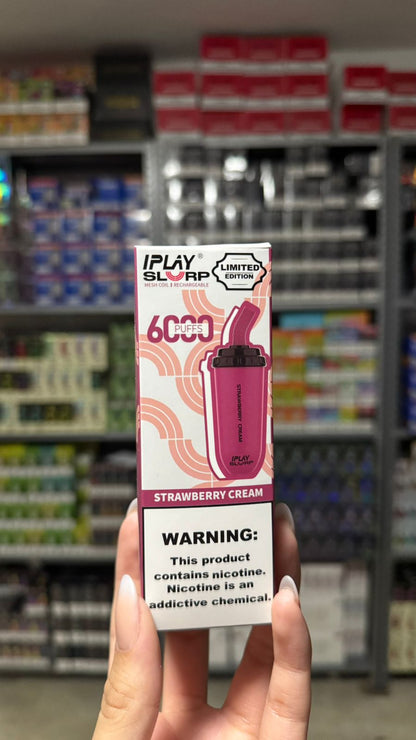 IPLAY®
SLURP
MESH COIL | RECHARGEABLE
LIMITED
EDITION
6000
PUFFS
STRAWBERRY CREAM
IPLAY
SLURP
STRAWBERRY CREAM
WARNING:
This product
contains nicotine.
Nicotine is an
addictive chemical.